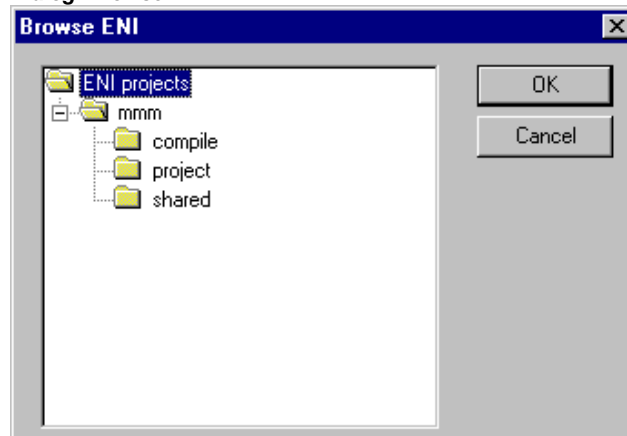 Browse ENI
ENI projects
OK
mmm
Cancel
compile
project
shared